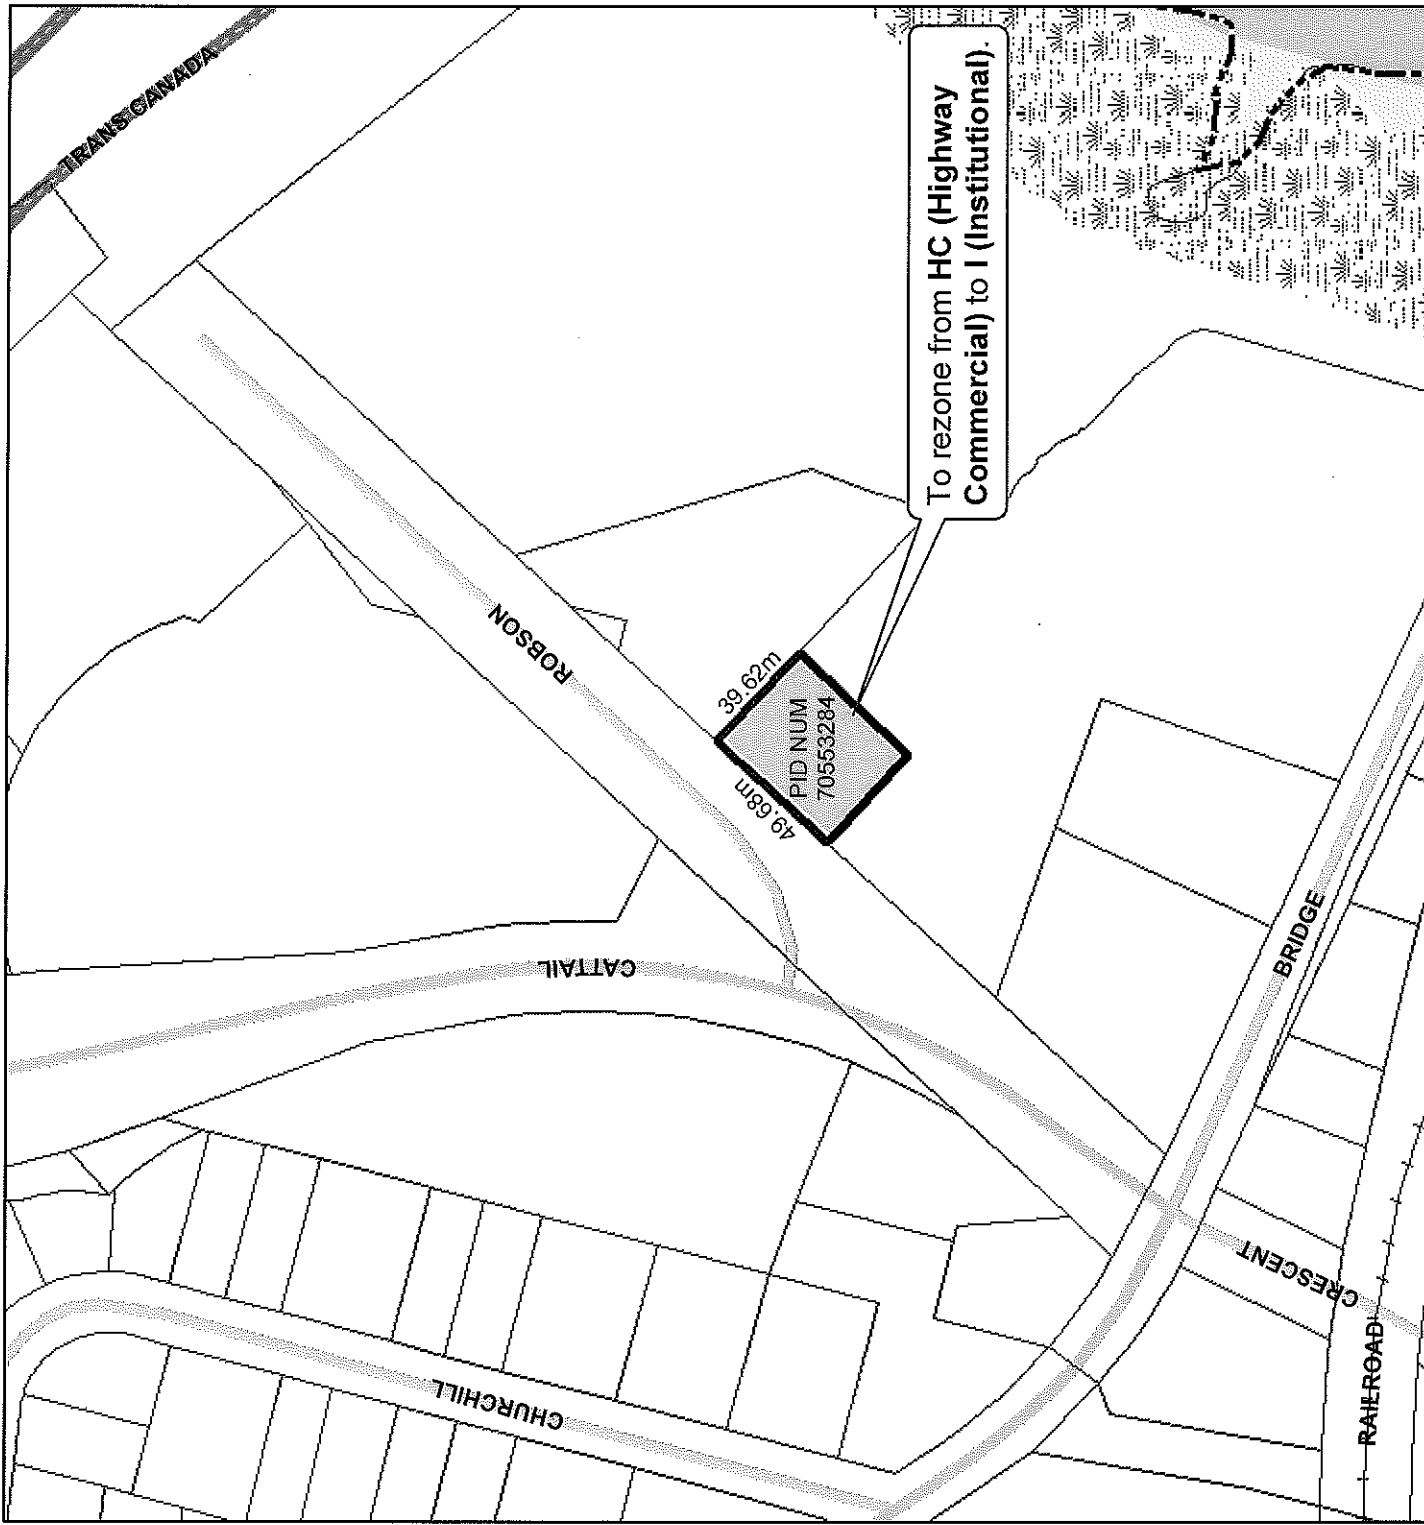 TRANS CANADA
ROBSON
CATTAIL
CHURCHILL
CRESCENT
BRIDGE
RAILROAD
39.62m
49.68m
PID NUM
70553284
To rezone from HC (Highway
Commercial) to I (Institutional).